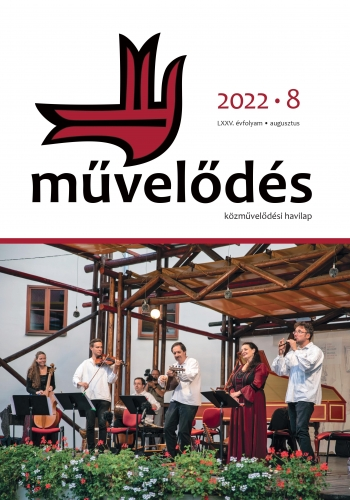 2022 • 8
LXXV. évfolyam • augusztus
művelődés
közművelődési havilap